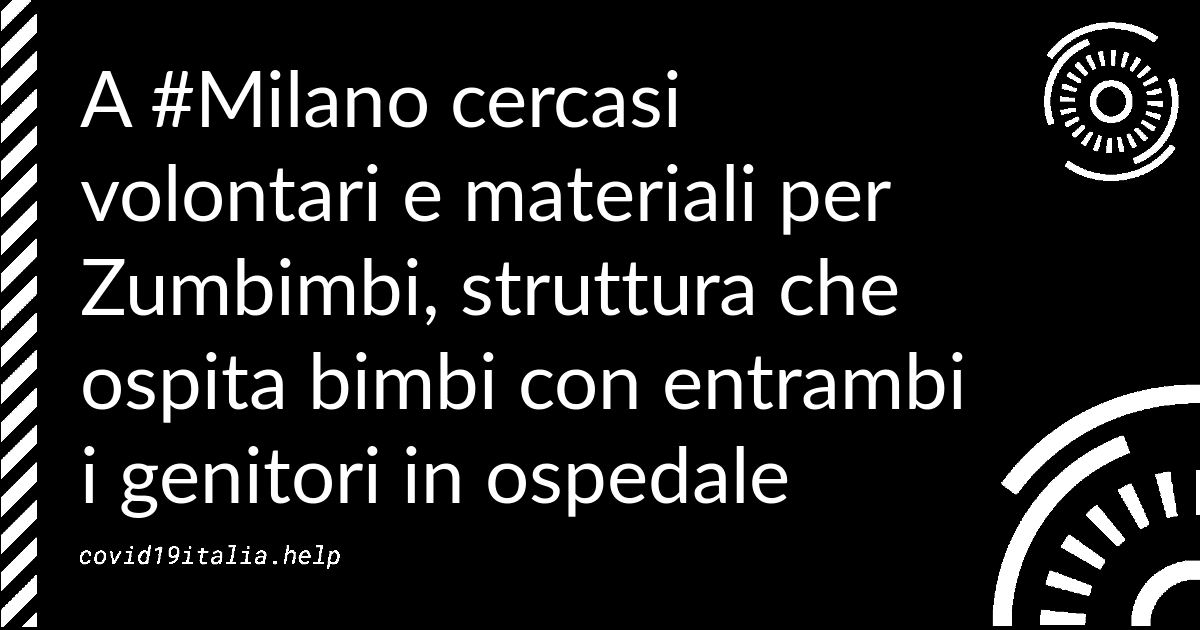 A #Milano cercasi
volontari e materiali per
Zumbimbi, struttura che
ospita bimbi con entrambi
i genitori in ospedale
covid19italia.help